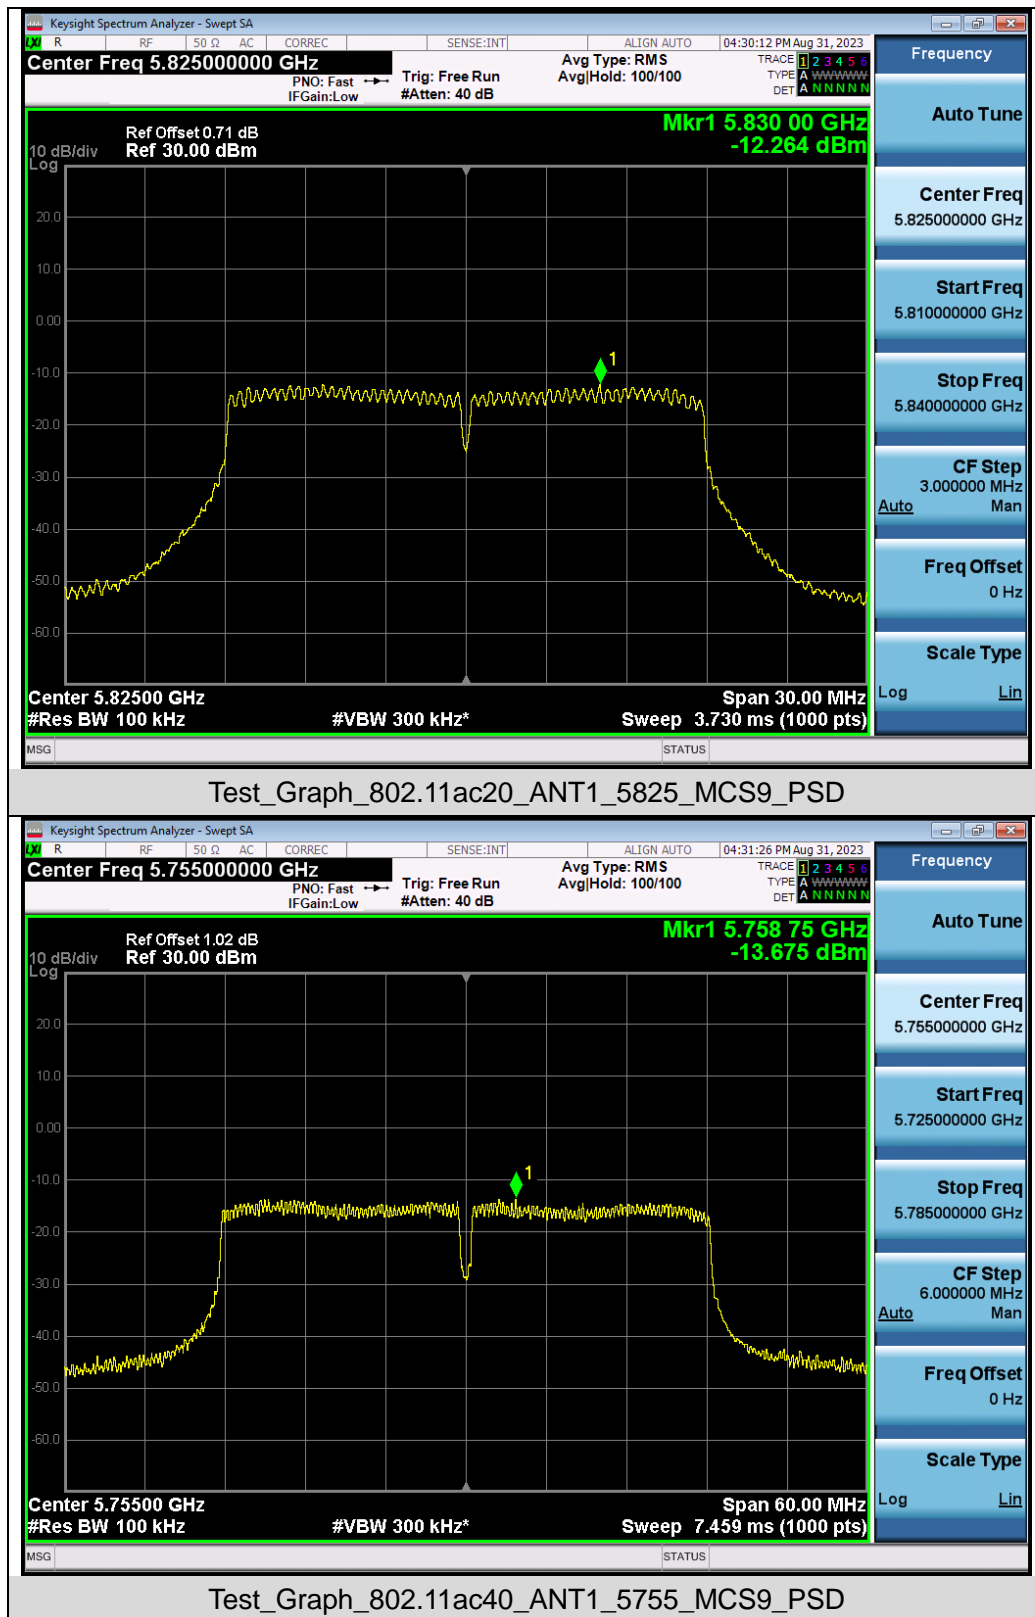 Keysight Spectrum Analyzer - Swept SA
LXI R RF 50 Ω AC CORREC SENSE:INT ALIGN AUTO 04:30:12 PM Aug 31, 2023
Center Freq 5.825000000 GHz
PNO: Fast
IFGain:Low
Trig: Free Run
#Atten: 40 dB
Avg Type: RMS
Avg|Hold: 100/100
TRACE 1 2 3 4 5 6
TYPE A WWWWW
DET A N N N N N
Frequency
Auto Tune
Center Freq
5.825000000 GHz
Start Freq
5.810000000 GHz
Stop Freq
5.840000000 GHz
CF Step
3.000000 MHz
Auto Man
Freq Offset
0 Hz
Scale Type
Log Lin
Mkr1 5.830 00 GHz
-12.264 dBm
Ref Offset 0.71 dB
10 dB/div Ref 30.00 dBm
Log
20.0
10.0
0.00
1
-10.0
-20.0
-30.0
-40.0
-50.0
-60.0
Center 5.82500 GHz Span 30.00 MHz
#Res BW 100 kHz #VBW 300 kHz* Sweep 3.730 ms (1000 pts)
MSG STATUS
Test_Graph_802.11ac20_ANT1_5825_MCS9_PSD
Keysight Spectrum Analyzer - Swept SA
LXI R RF 50 Ω AC CORREC SENSE:INT ALIGN AUTO 04:31:26 PM Aug 31, 2023
Center Freq 5.755000000 GHz
PNO: Fast
IFGain:Low
Trig: Free Run
#Atten: 40 dB
Avg Type: RMS
Avg|Hold: 100/100
TRACE 1 2 3 4 5 6
TYPE A WWWWW
DET A N N N N N
Frequency
Auto Tune
Center Freq
5.755000000 GHz
Start Freq
5.725000000 GHz
Stop Freq
5.785000000 GHz
CF Step
6.000000 MHz
Auto Man
Freq Offset
0 Hz
Scale Type
Log Lin
Mkr1 5.758 75 GHz
-13.675 dBm
Ref Offset 1.02 dB
10 dB/div Ref 30.00 dBm
Log
20.0
10.0
0.00
1
-10.0
-20.0
-30.0
-40.0
-50.0
-60.0
Center 5.75500 GHz Span 60.00 MHz
#Res BW 100 kHz #VBW 300 kHz* Sweep 7.459 ms (1000 pts)
MSG STATUS
Test_Graph_802.11ac40_ANT1_5755_MCS9_PSD